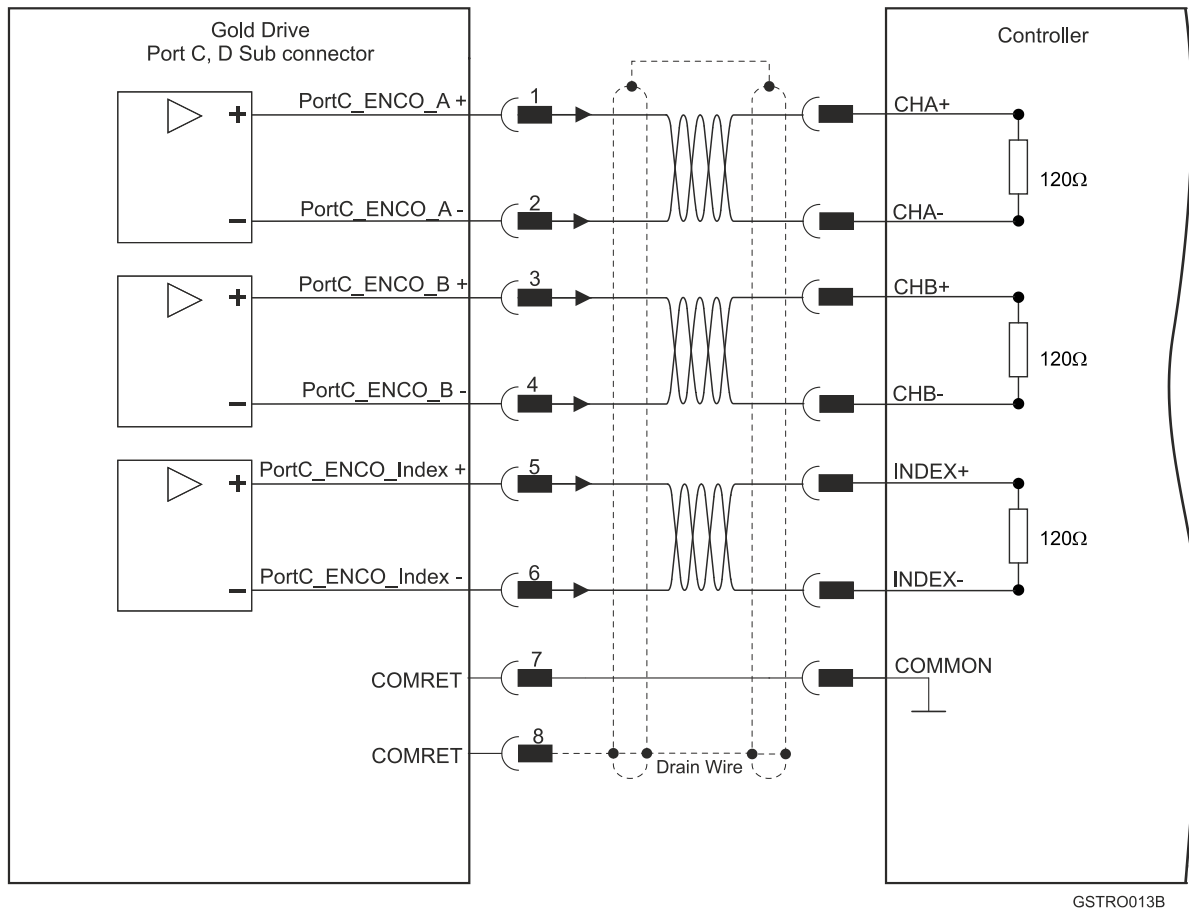 Gold Drive
Port C, D Sub connector
Controller
PortC_ENCO_A +
1
CHA+
+
120Ω
PortC_ENCO_A -
2
CHA-
−
PortC_ENCO_B +
3
CHB+
+
120Ω
PortC_ENCO_B -
4
CHB-
−
PortC_ENCO_Index +
5
INDEX+
+
120Ω
PortC_ENCO_Index -
6
INDEX-
−
COMRET
7
COMMON
COMRET
8
Drain Wire
GSTRO013B